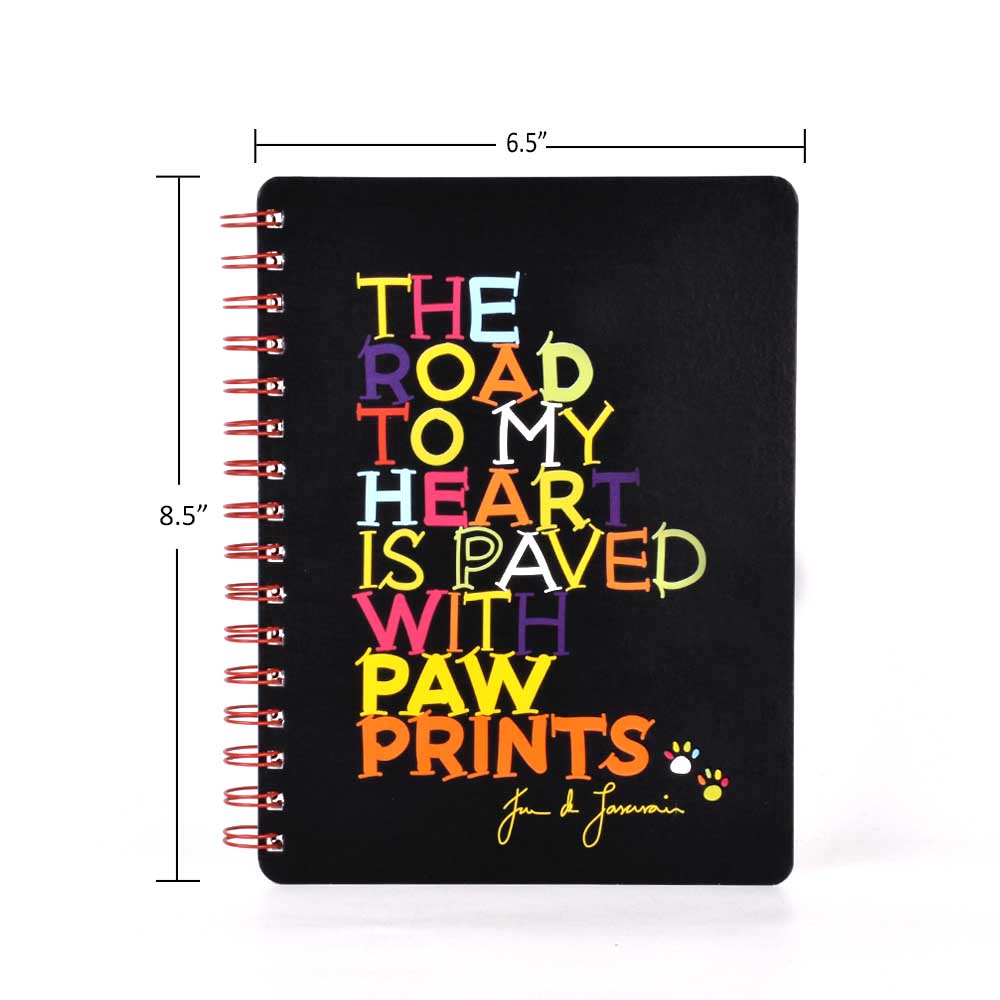 6.5”
8.5”
THE
ROAD
TO MY
HEART
IS PAVED
WITH
PAW
PRINTS